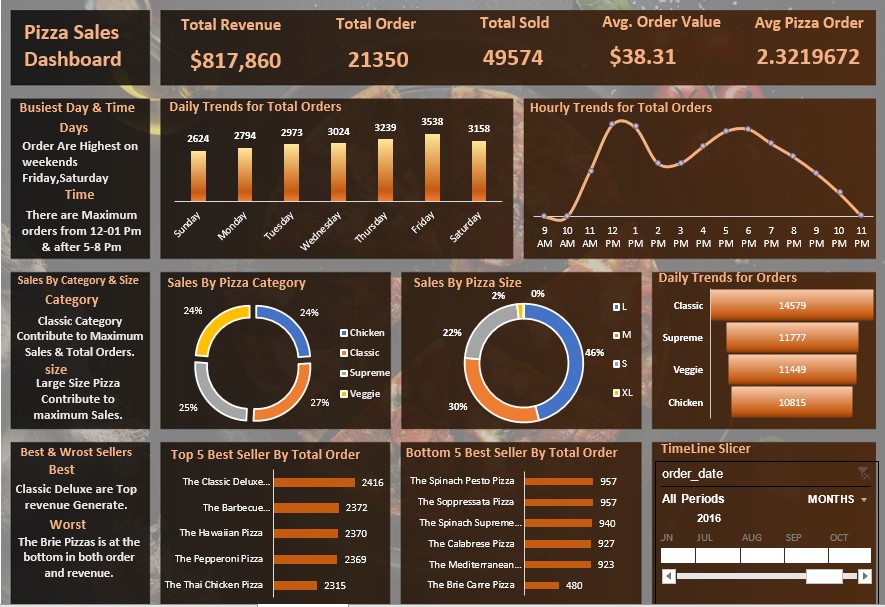 Pizza Sales
Dashboard
Total Revenue
$817,860
Total Order
21350
Total Sold
49574
Avg. Order Value
$38.31
Avg Pizza Order
2.3219672
Busiest Day & Time
Days
Order Are Highest on
weekends
Friday,Saturday
Time
There are Maximum
orders from 12-01 Pm
& after 5-8 Pm
Daily Trends for Total Orders
2624
2794
2973
3024
3239
3538
3158
Sunday
Monday
Tuesday
Wednesday
Thursday
Friday
Saturday
Hourly Trends for Total Orders
9 10 11 12 1 2 3 4 5 6 7 8 9 10 11
AM AM AM PM PM PM PM PM PM PM PM PM PM PM PM
Sales By Category & Size
Category
Classic Category
Contribute to Maximum
Sales & Total Orders.
size
Large Size Pizza
Contribute to
maximum Sales.
Sales By Pizza Category
24%
24%
25%
27%
Chicken
Classic
Supreme
Veggie
Sales By Pizza Size
2%
0%
22%
46%
30%
L
M
S
XL
Daily Trends for Orders
Classic 14579
Supreme 11777
Veggie 11449
Chicken 10815
Best & Wrost Sellers
Best
Classic Deluxe are Top
revenue Generate.
Worst
The Brie Pizzas is at the
bottom in both order
and revenue.
Top 5 Best Seller By Total Order
The Classic Deluxe... 2416
The Barbecue... 2372
The Hawaiian Pizza 2370
The Pepperoni Pizza 2369
The Thai Chicken Pizza 2315
Bottom 5 Best Seller By Total Order
The Spinach Pesto Pizza 957
The Soppressata Pizza 957
The Spinach Supreme... 940
The Calabrese Pizza 927
The Mediterranean... 923
The Brie Carre Pizza 480
TimeLine Slicer
order_date
All Periods
MONTHS
2016
JN JUL AUG SEP OCT